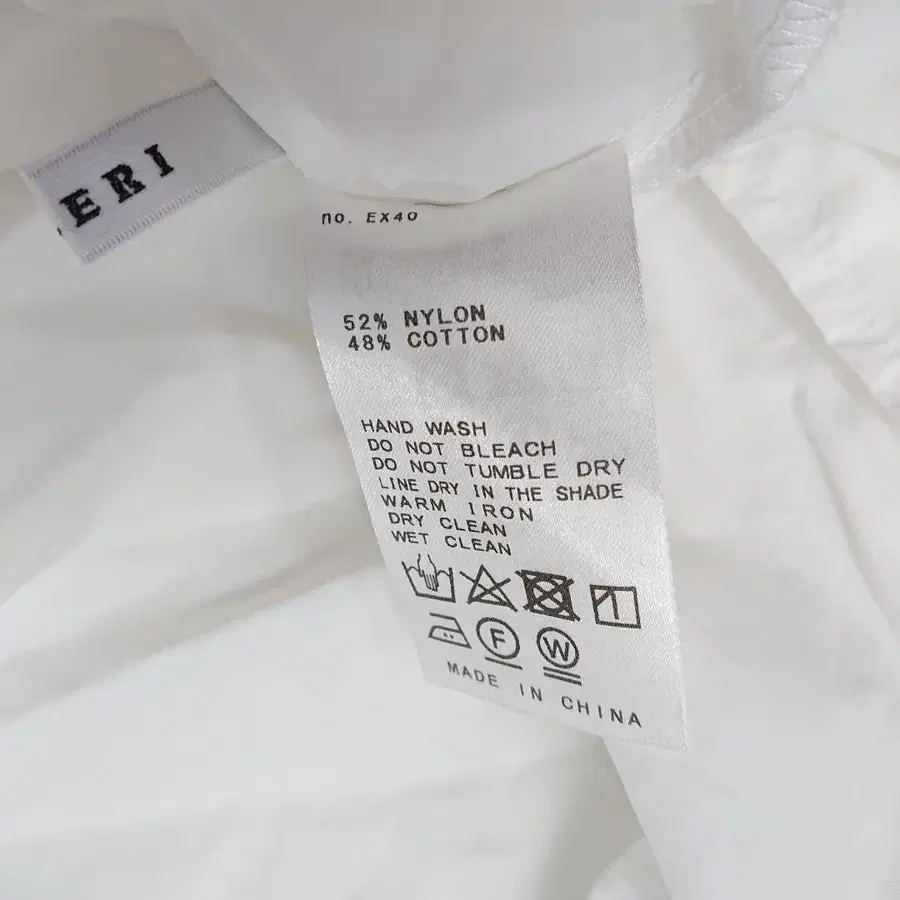 ERI
no. EX40
52% NYLON
48% COTTON
HAND WASH
DO NOT BLEACH
DO NOT TUMBLE DRY
LINE DRY IN THE SHADE
WARM IRON
DRY CLEAN
WET CLEAN
F W
MADE IN CHINA